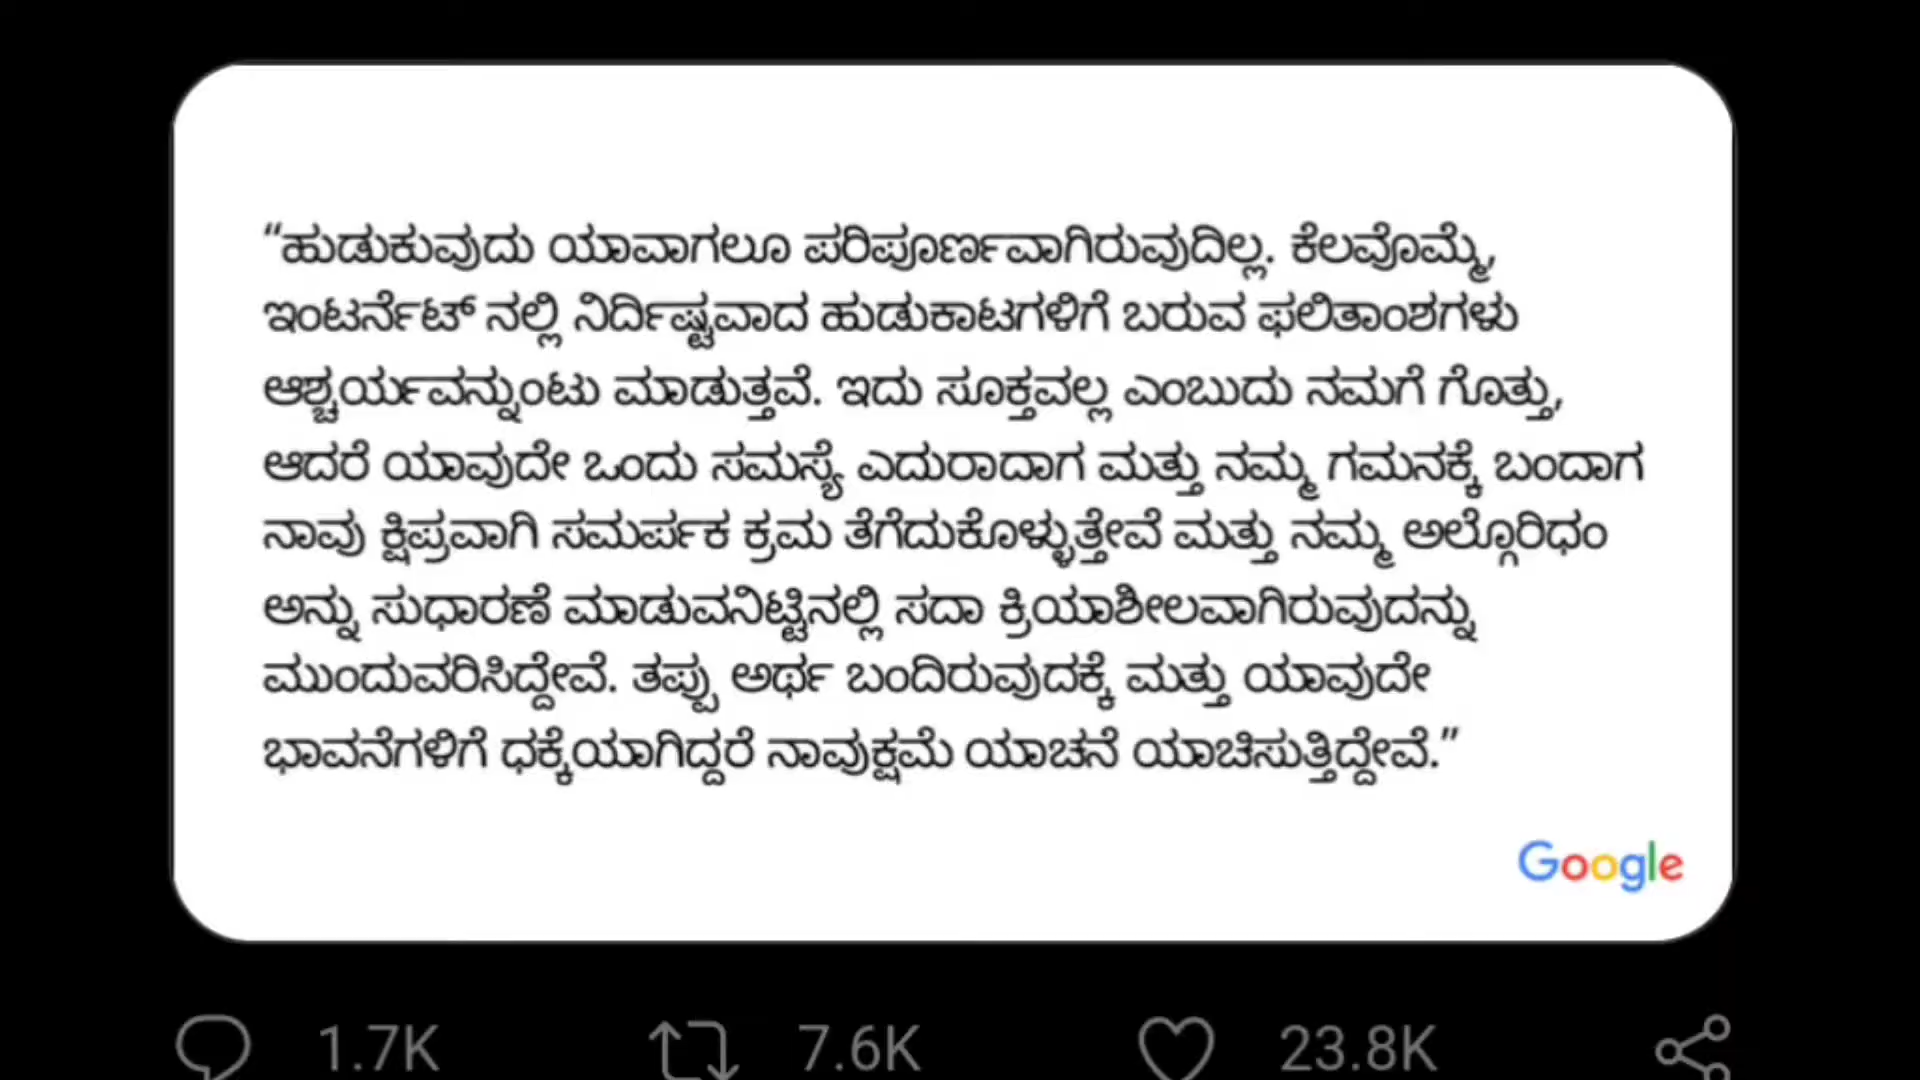 “ಹುಡುಕುವುದು ಯಾವಾಗಲೂ ಪರಿಪೂರ್ಣವಾಗಿರುವುದಿಲ್ಲ. ಕೆಲವೊಮ್ಮೆ,
ಇಂಟರ್ನೆಟ್ ನಲ್ಲಿ ನಿರ್ದಿಷ್ಟವಾದ ಹುಡುಕಾಟಗಳಿಗೆ ಬರುವ ಫಲಿತಾಂಶಗಳು
ಆಶ್ಚರ್ಯವನ್ನುಂಟು ಮಾಡುತ್ತವೆ. ಇದು ಸೂಕ್ತವಲ್ಲ ಎಂಬುದು ನಮಗೆ ಗೊತ್ತು,
ಆದರೆ ಯಾವುದೇ ಒಂದು ಸಮಸ್ಯೆ ಎದುರಾದಾಗ ಮತ್ತು ನಮ್ಮ ಗಮನಕ್ಕೆ ಬಂದಾಗ
ನಾವು ಕ್ಷಿಪ್ರವಾಗಿ ಸಮರ್ಪಕ ಕ್ರಮ ತೆಗೆದುಕೊಳ್ಳುತ್ತೇವೆ ಮತ್ತು ನಮ್ಮ ಅಲ್ಗೊರಿಧಂ
ಅನ್ನು ಸುಧಾರಣೆ ಮಾಡುವನಿಟ್ಟಿನಲ್ಲಿ ಸದಾ ಕ್ರಿಯಾಶೀಲವಾಗಿರುವುದನ್ನು
ಮುಂದುವರಿಸಿದ್ದೇವೆ. ತಪ್ಪು ಅರ್ಥ ಬಂದಿರುವುದಕ್ಕೆ ಮತ್ತು ಯಾವುದೇ
ಭಾವನೆಗಳಿಗೆ ಧಕ್ಕೆಯಾಗಿದ್ದರೆ ನಾವುಕ್ಷಮೆ ಯಾಚನೆ ಯಾಚಿಸುತ್ತಿದ್ದೇವೆ.”
Google
1.7K 7.6K 23.8K